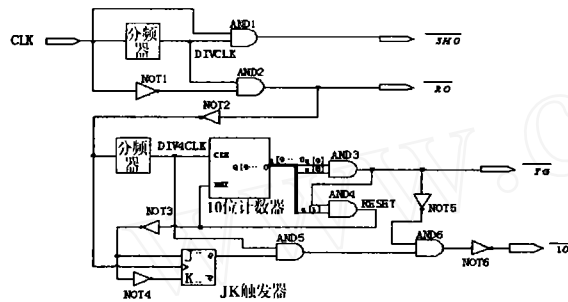 AND1
CLK
分频器
SHO
DIVCLK
AND2
NOT1
RO
NOT2
分频器
DIV4CLK
CLK
AND3
AND4
RESET
10位计数器
NOT5
NOT3
AND5
AND6
NOT6
J
K
NOT4
JK触发器